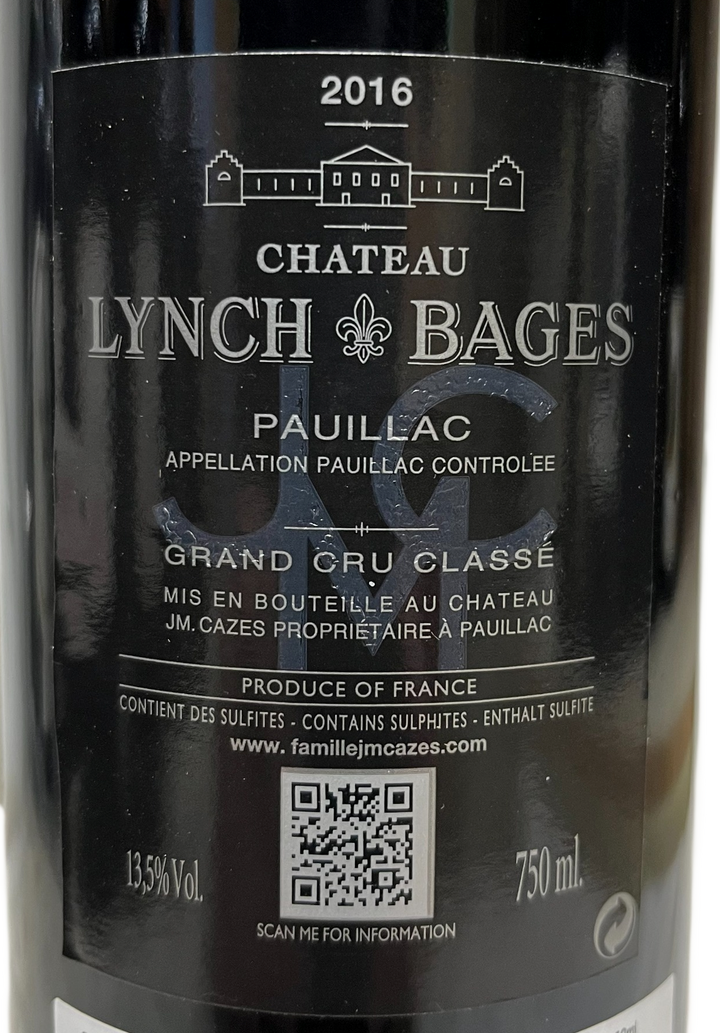 2016
CHATEAU
LYNCH BAGES
JMC
PAUILLAC
APPELLATION PAUILLAC CONTROLÉE
GRAND CRU CLASSÉ
MIS EN BOUTEILLE AU CHATEAU
JM. CAZES PROPRIÉTAIRE À PAUILLAC
PRODUCE OF FRANCE
CONTIENT DES SULFITES - CONTAINS SULPHITES - ENTHALT SULFITE
www. famillejmcazes.com
13,5% Vol. 750 ml.
SCAN ME FOR INFORMATION